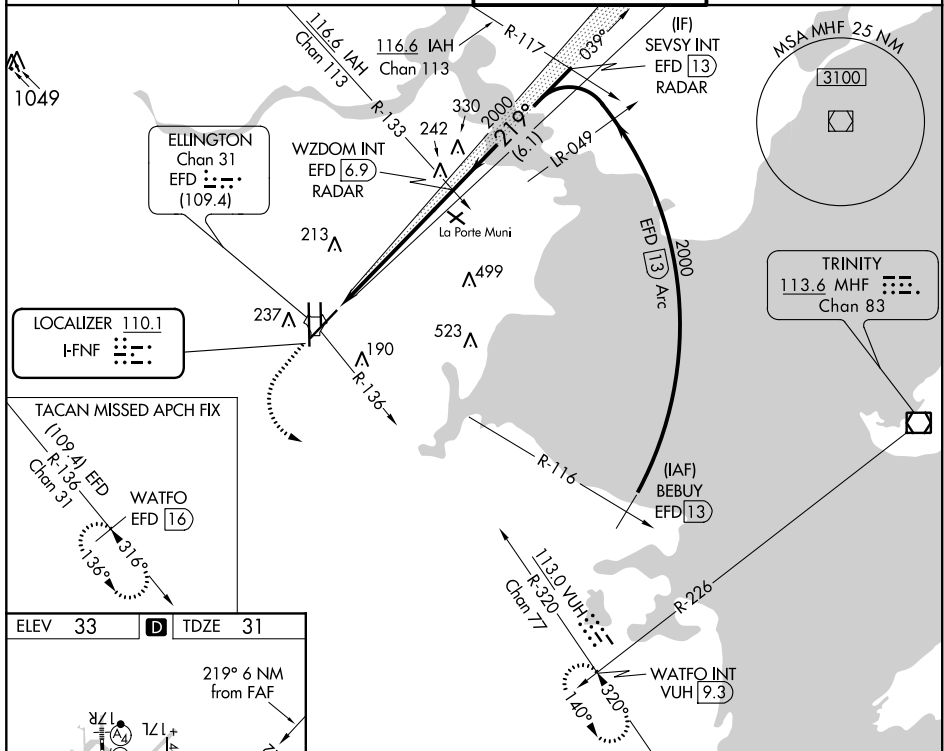 1049
116.6 IAH
Chan 113
R-133
116.6 IAH
Chan 113
R-117
039°
(IF)
SEVSY INT
EFD 13
RADAR
MSA MHF 25 NM
3100
ELLINGTON
Chan 31
EFD
(109.4)
WZDOM INT
EFD 6.9
RADAR
242
330
2000
219°
(6.1)
LR-049
La Porte Muni
213
499
EFD 13 Arc
2000
TRINITY
113.6 MHF
Chan 83
LOCALIZER 110.1
I-FNF
237
523
190
R-136
TACAN MISSED APCH FIX
(109.4) EFD
R-136
Chan 31
WATFO
EFD 16
136°
316°
R-116
(IAF)
BEBUY
EFD 13
113.0 VUH
R-320
Chan 77
R-226
WATFO INT
VUH 9.3
140°
320°
ELEV 33
D
TDZE 31
219° 6 NM
from FAF
17R
A4
17L